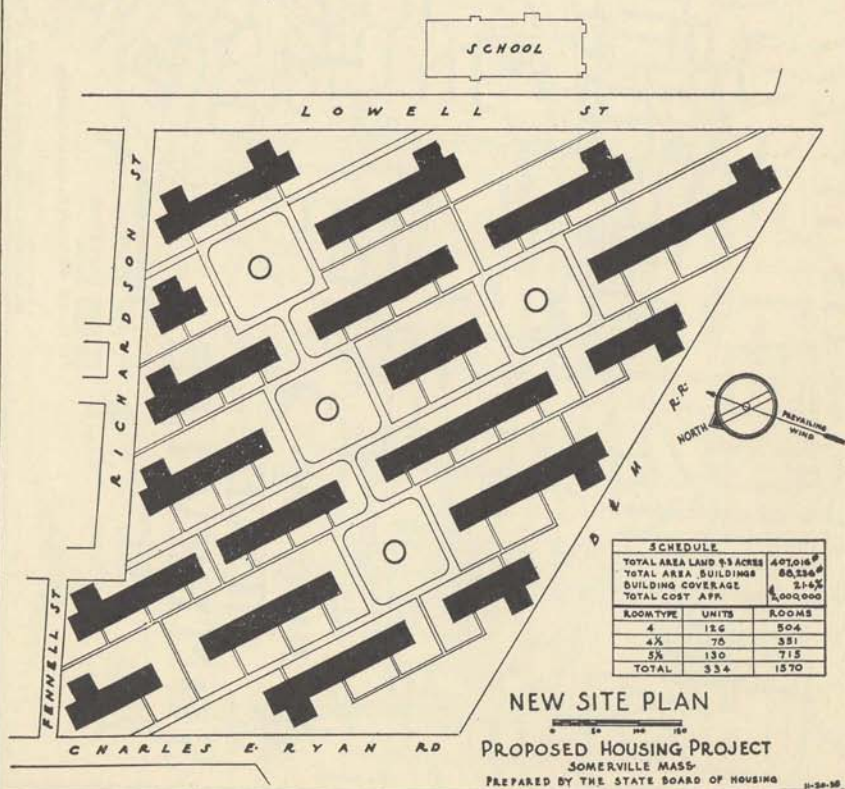 SCHOOL
LOWELL ST
RICHARDSON ST
FENNELL ST
CHARLES E. RYAN RD
B & M R. R.
NORTH
PREVAILING WIND
SCHEDULE
TOTAL AREA LAND 9.3 ACRES 407,016#
TOTAL AREA BUILDINGS 88,236#
BUILDING COVERAGE 21.6%
TOTAL COST APR. $2,000,000
ROOM TYPE UNITS ROOMS
4 126 504
4½ 78 351
5½ 130 715
TOTAL 334 1570
NEW SITE PLAN
0 50 100 150
PROPOSED HOUSING PROJECT
SOMERVILLE MASS.
PREPARED BY THE STATE BOARD OF HOUSING